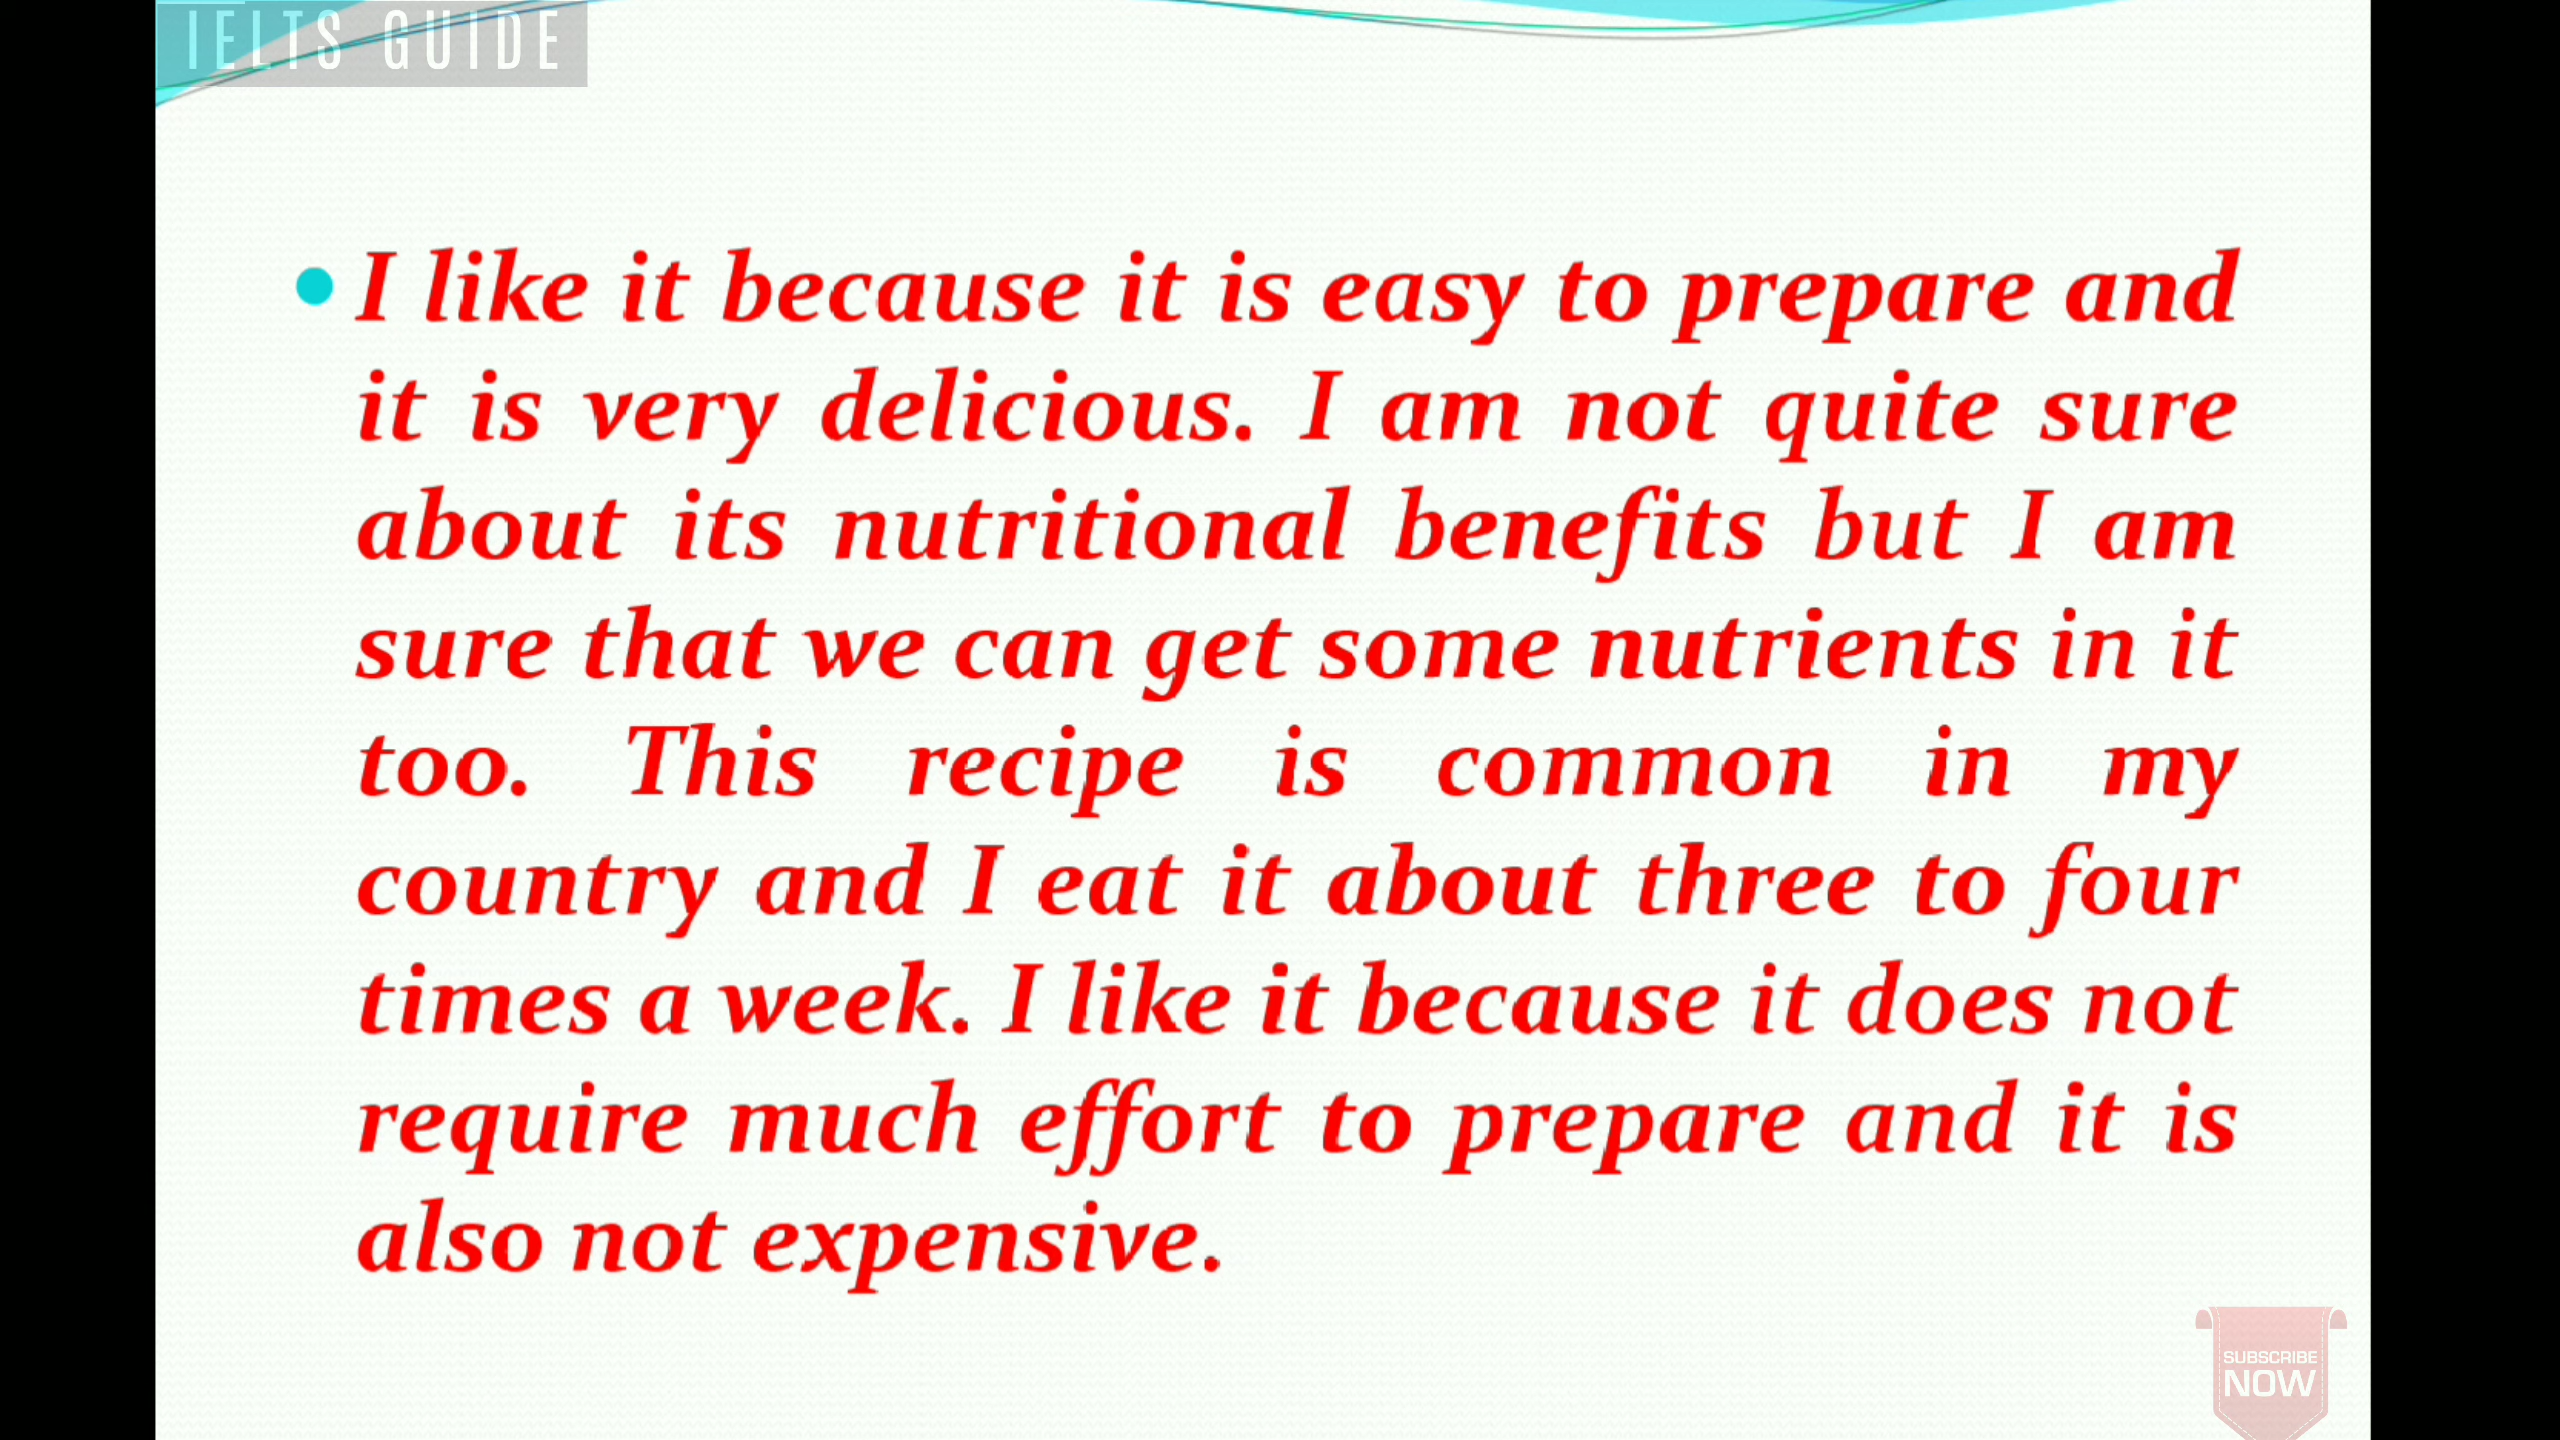 IELTS GUIDE
I like it because it is easy to prepare and
it is very delicious. I am not quite sure
about its nutritional benefits but I am
sure that we can get some nutrients in it
too. This recipe is common in my
country and I eat it about three to four
times a week. I like it because it does not
require much effort to prepare and it is
also not expensive.
SUBSCRIBE
NOW